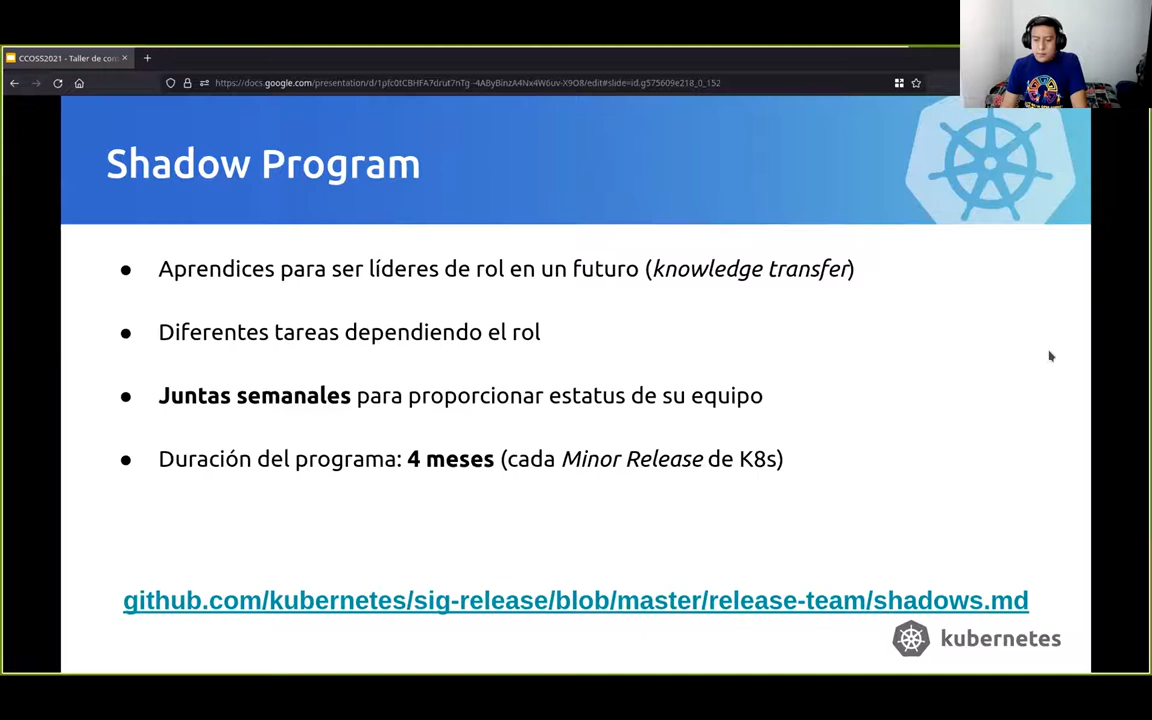 CCOSS2021 - Taller de con
https://docs.google.com/presentation/d/1pfc0tCBHFA7drut7nTg-4AByBinzA4Nx4W6uv-X9O8/edit#slide=id.g575609e218_0_152
Shadow Program
● Aprendices para ser líderes de rol en un futuro (knowledge transfer)
● Diferentes tareas dependiendo el rol
● Juntas semanales para proporcionar estatus de su equipo
● Duración del programa: 4 meses (cada Minor Release de K8s)
github.com/kubernetes/sig-release/blob/master/release-team/shadows.md
kubernetes